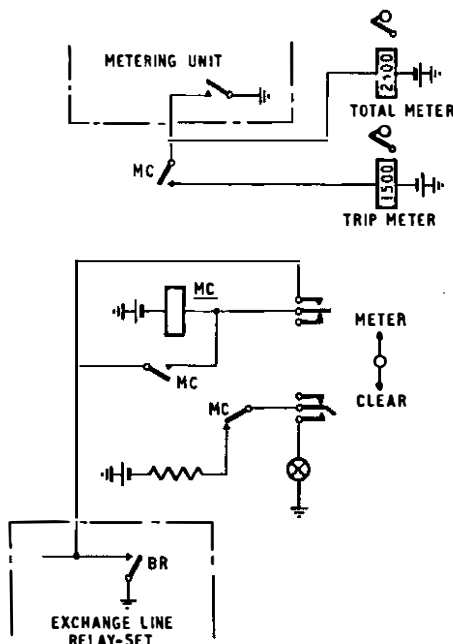 METERING UNIT
2100
TOTAL METER
MC
1500
TRIP METER
MC
METER
MC
CLEAR
MC
BR
EXCHANGE LINE
RELAY-SET